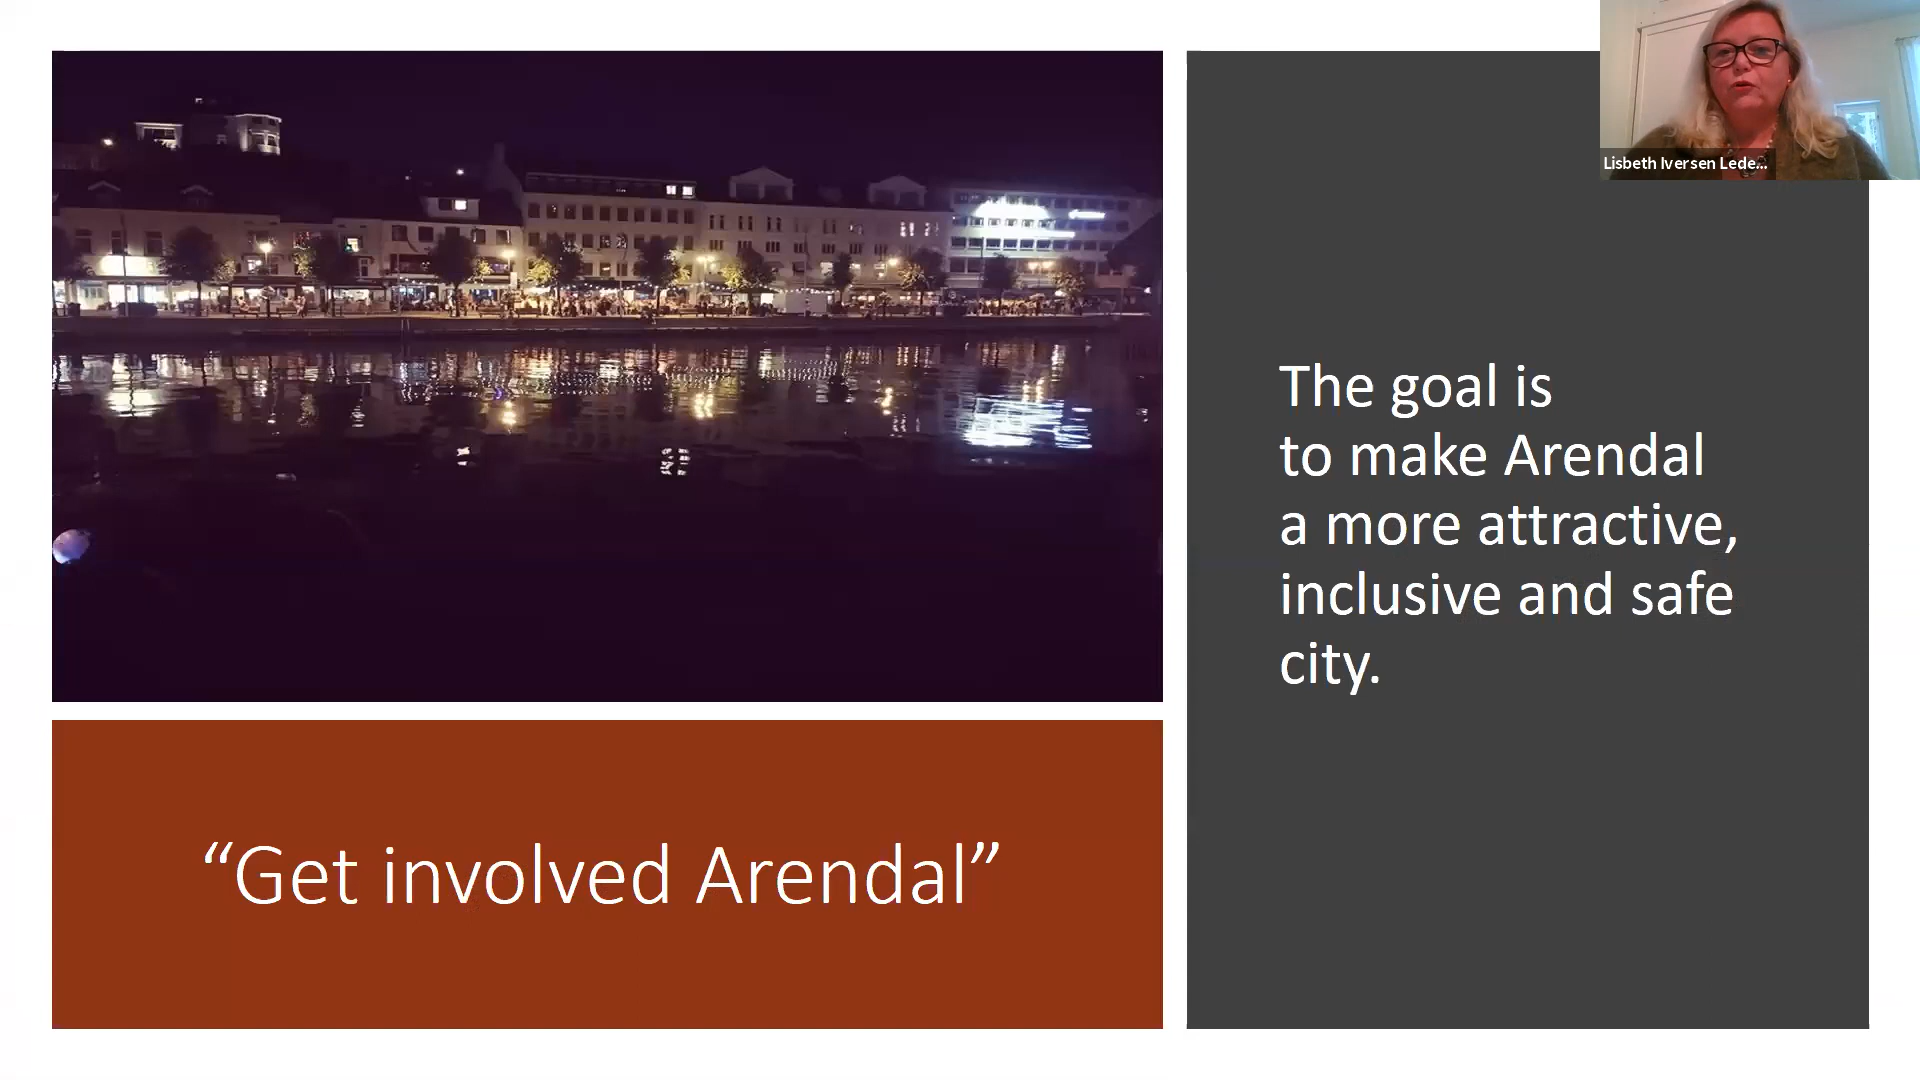 Lisbeth Iversen Lede...
The goal is
to make Arendal
a more attractive,
inclusive and safe
city.
“Get involved Arendal”